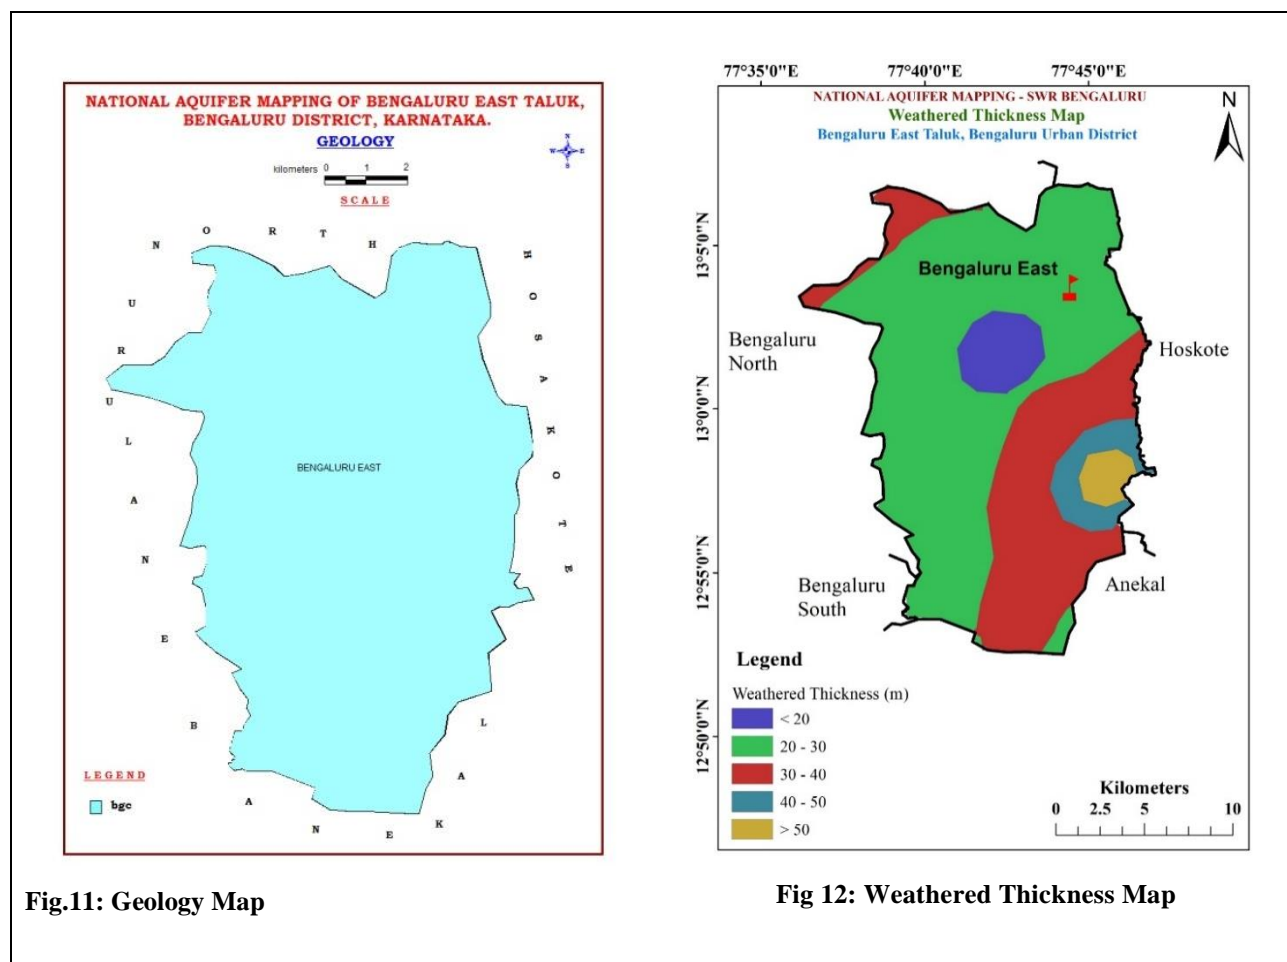 NATIONAL AQUIFER MAPPING OF BENGALURU EAST TALUK,
BENGALURU DISTRICT, KARNATAKA.
GEOLOGY
N
W E
S
kilometers 0 1 2
SCALE
NORTH
HOSAKOTE
BENGALURU
BENGALURU EAST
ANEKAL
LEGEND
bgc
Fig.11: Geology Map
77°35'0"E 77°40'0"E 77°45'0"E
NATIONAL AQUIFER MAPPING - SWR BENGALURU
Weathered Thickness Map
Bengaluru East Taluk, Bengaluru Urban District
N
13°5'0"N
13°0'0"N
12°55'0"N
12°50'0"N
Bengaluru East
Bengaluru
North
Hoskote
Bengaluru
South
Anekal
Legend
Weathered Thickness (m)
< 20
20 - 30
30 - 40
40 - 50
> 50
Kilometers
0 2.5 5 10
Fig 12: Weathered Thickness Map